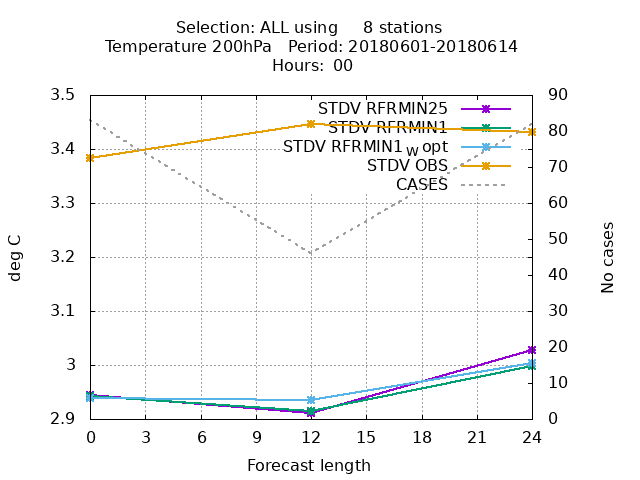 Selection: ALL using 8 stations
Temperature 200hPa Period: 20180601-20180614
Hours: 00
3.5
3.4
3.3
3.2
3.1
3
2.9
90
80
70
60
50
40
30
20
10
0
STDV RFRMIN25
STDV RFRMIN1
STDV RFRMIN1_W opt
STDV OBS
CASES
deg C
No cases
0 3 6 9 12 15 18 21 24
Forecast length